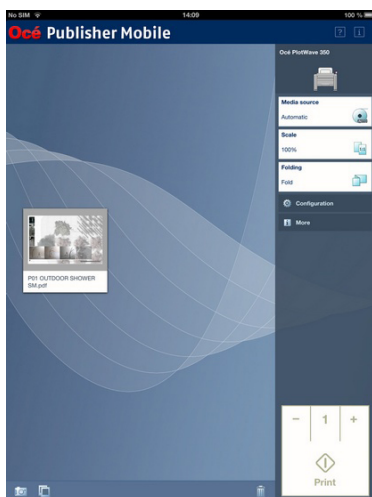 No SIM 14:09 100 %
Océ Publisher Mobile
Océ PlotWave 350
Media source
Automatic
Scale
100%
Folding
Fold
Configuration
More
P01 OUTDOOR SHOWER
SM.pdf
− 1 +
Print